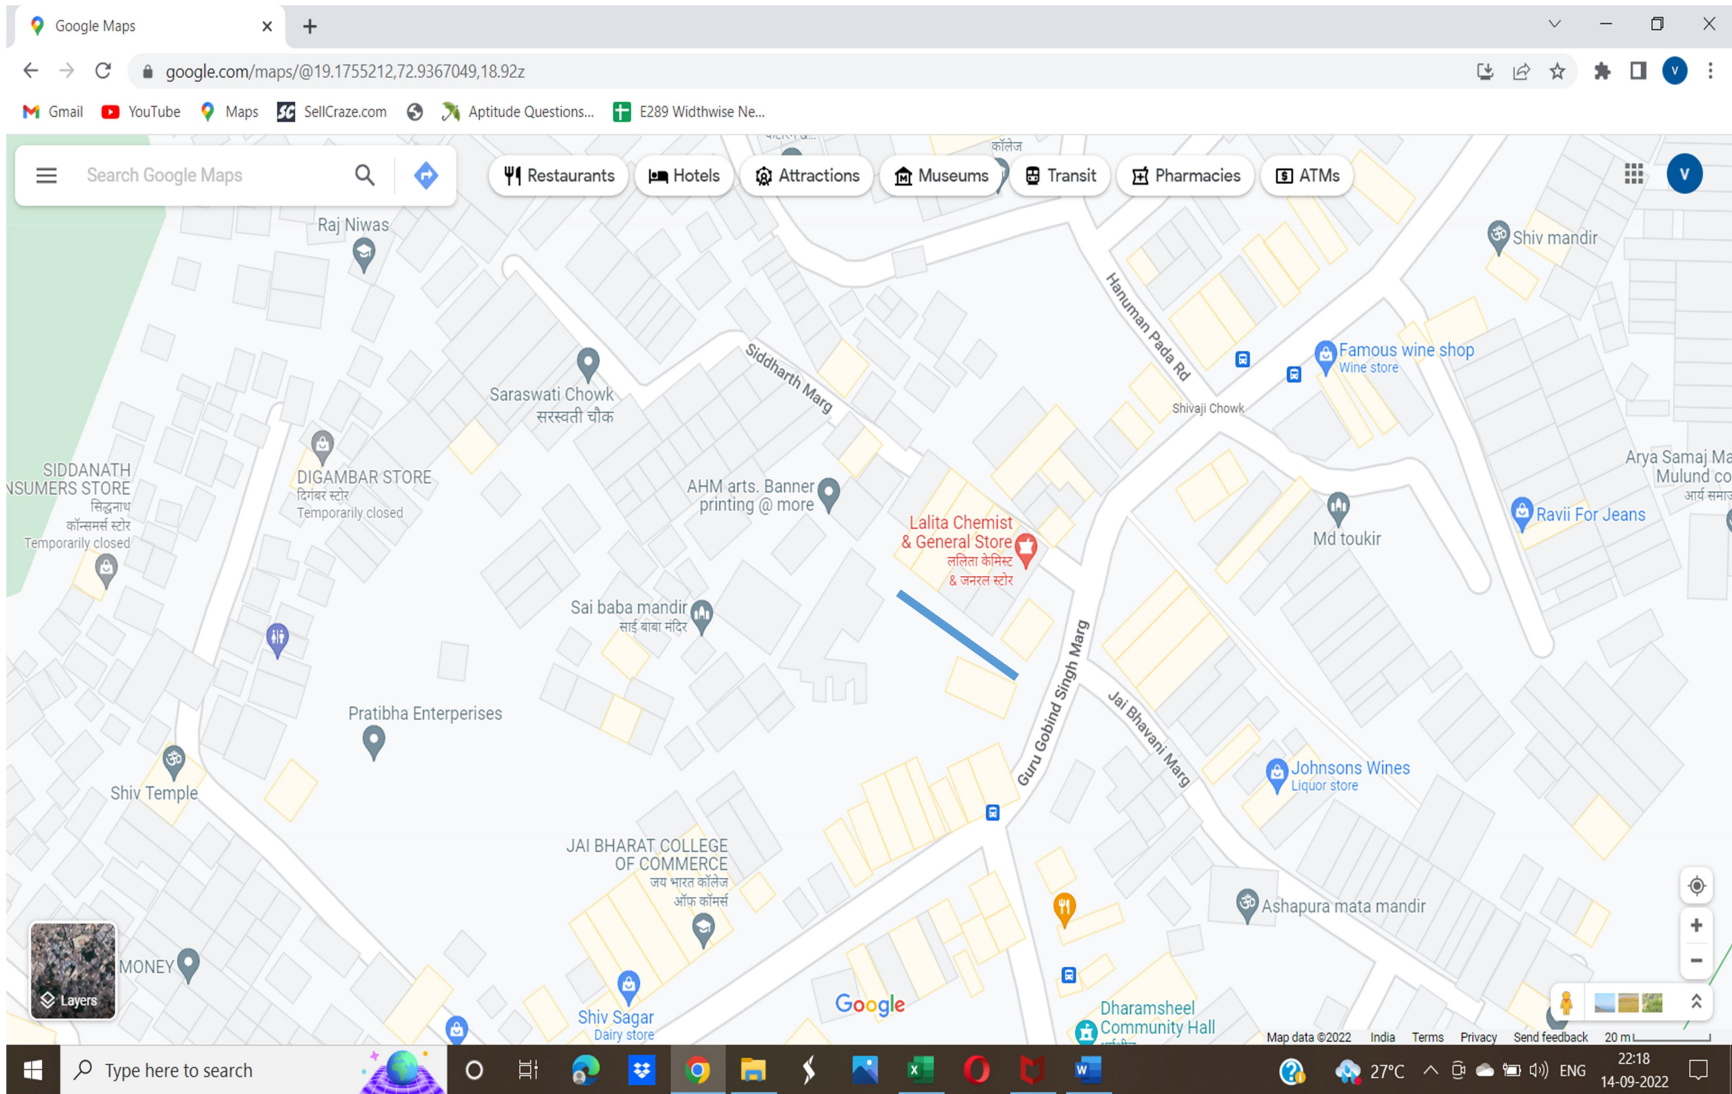 Google Maps
google.com/maps/@19.1755212,72.9367049,18.92z
V
Gmail
YouTube
Maps
SG
SellCraze.com
Aptitude Questions...
E289 Widthwise Ne...
Search Google Maps
Restaurants
Hotels
Attractions
Museums
Transit
Pharmacies
ATMs
V
कॉलेज
Raj Niwas
Shiv mandir
Hanuman Pada Rd
Siddharth Marg
Famous wine shop
Wine store
Saraswati Chowk
सरस्वती चौक
Shivaji Chowk
SIDDANATH
NSUMERS STORE
सिद्धनाथ
कॉन्समर्स स्टोर
Temporarily closed
DIGAMBAR STORE
दिगंबर स्टोर
Temporarily closed
AHM arts. Banner
printing @ more
Arya Samaj Ma
Mulund co
आर्य समाज
Lalita Chemist
& General Store
ललिता केमिस्ट
& जनरल स्टोर
Ravii For Jeans
Md toukir
Sai baba mandir
साई बाबा मंदिर
Guru Gobind Singh Marg
Jai Bhavani Marg
Pratibha Enterperises
Shiv Temple
Johnsons Wines
Liquor store
JAI BHARAT COLLEGE
OF COMMERCE
जय भारत कॉलेज
ऑफ कॉमर्स
Ashapura mata mandir
MONEY
Layers
Shiv Sagar
Dairy store
Google
Dharamsheel
Community Hall
Map data ©2022
India
Terms
Privacy
Send feedback
20 m
Type here to search
27°C
ENG
22:18
14-09-2022